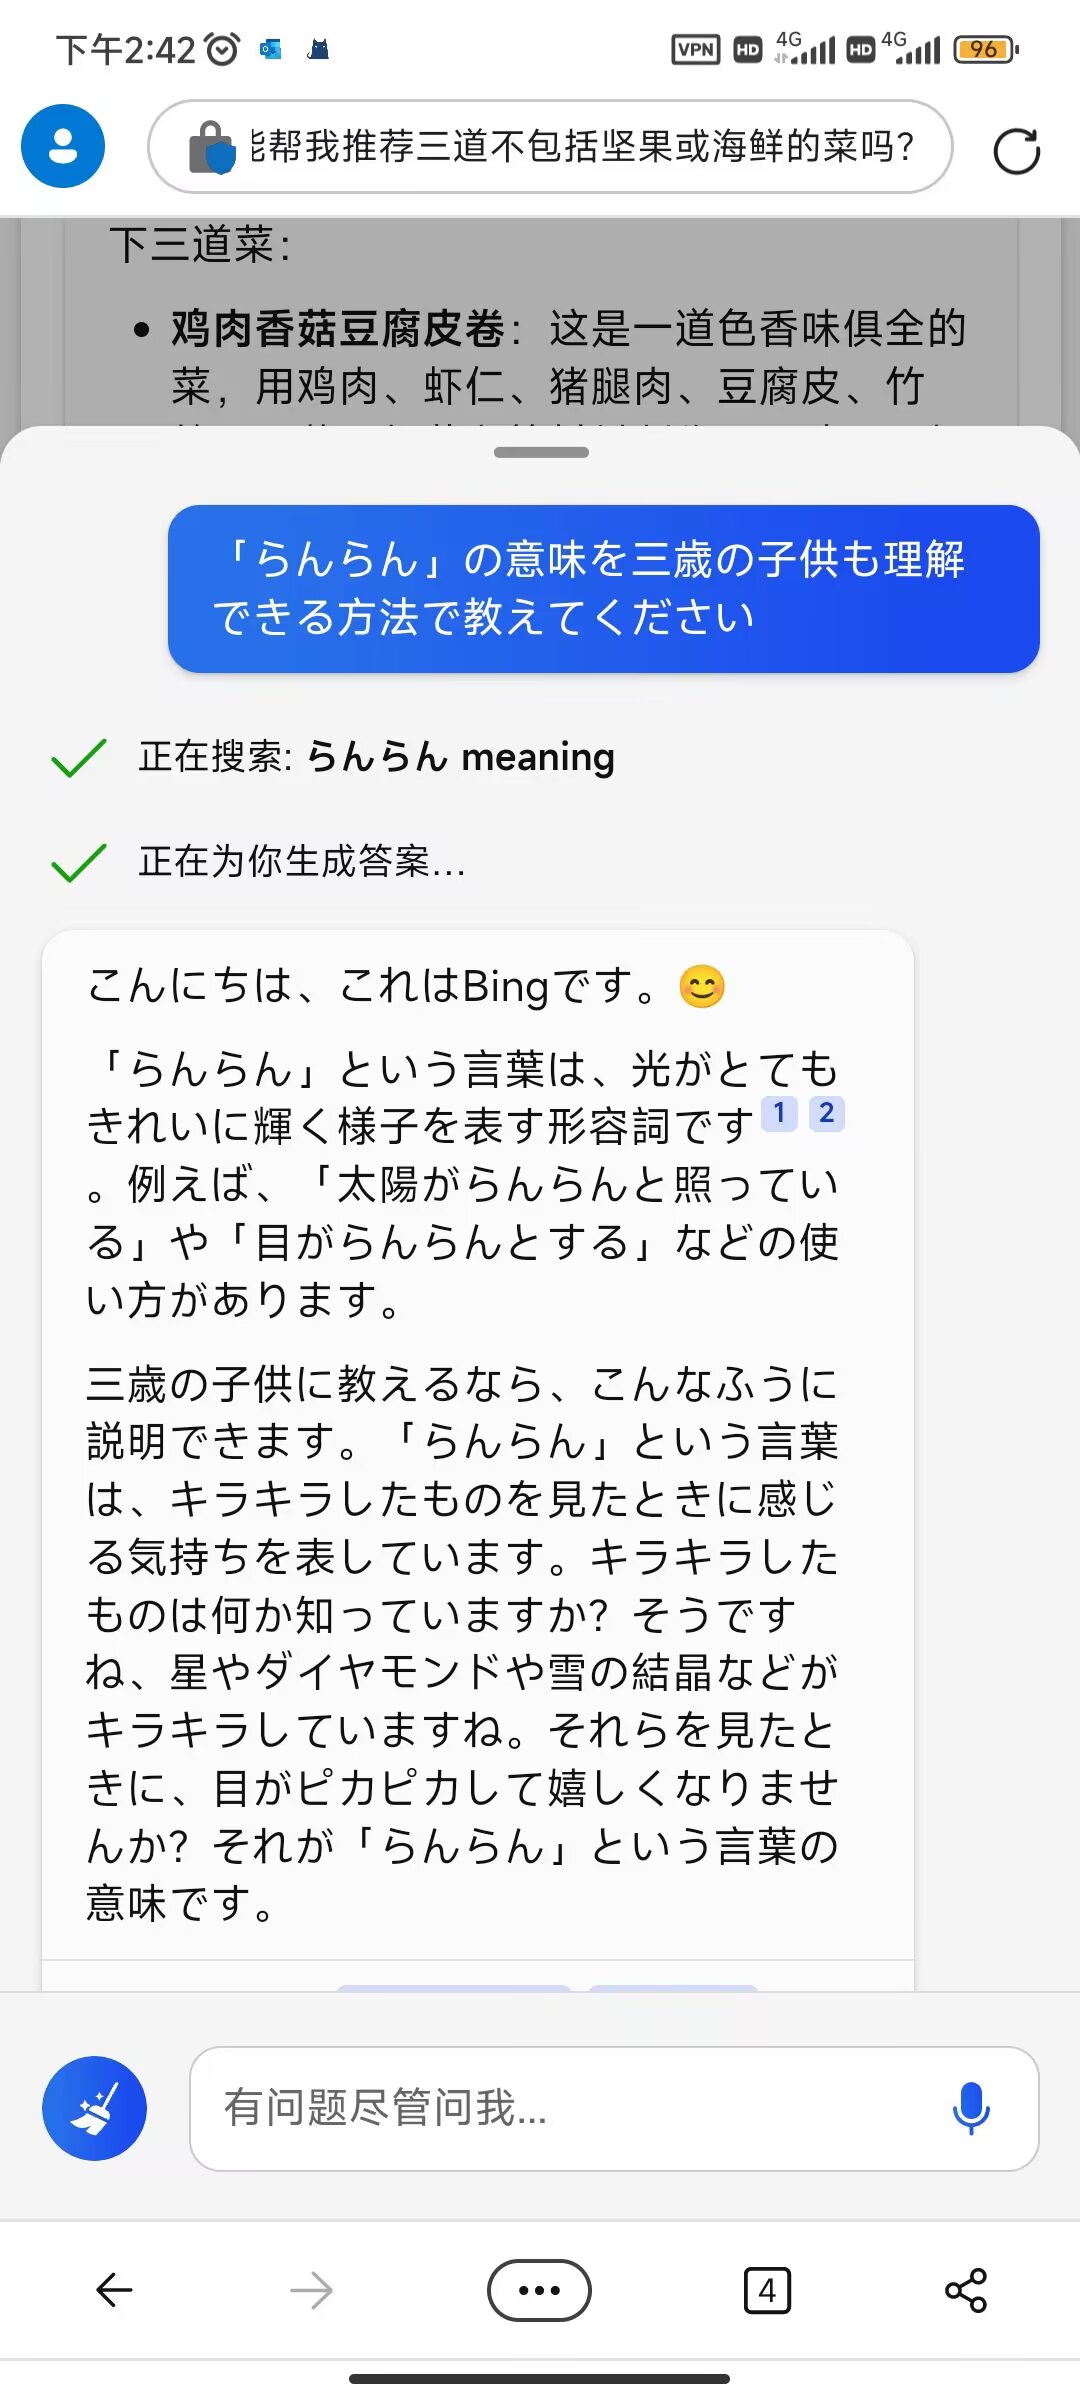 下午2:42
VPN HD 4G HD 4G 96
帮我推荐三道不包括坚果或海鲜的菜吗?
下三道菜:
• 鸡肉香菇豆腐皮卷: 这是一道色香味俱全的
菜, 用鸡肉、虾仁、猪腿肉、豆腐皮、竹
「らんらん」の意味を三歳の子供も理解
できる方法で教えてください
正在搜索: らんらん meaning
正在为你生成答案...
こんにちは、これはBingです。😊
「らんらん」という言葉は、光がとても
きれいに輝く様子を表す形容詞です 1 2
。例えば、「太陽がらんらんと照ってい
る」や「目がらんらんとする」などの使
い方があります。
三歳の子供に教えるなら、こんなふうに
説明できます。「らんらん」という言葉
は、キラキラしたものを見たときに感じ
る気持ちを表しています。キラキラした
ものは何か知っていますか? そうです
ね、星やダイヤモンドや雪の結晶などが
キラキラしていますね。それらを見たと
きに、目がピカピカして嬉しくなりませ
んか? それが「らんらん」という言葉の
意味です。
有问题尽管问我...
4